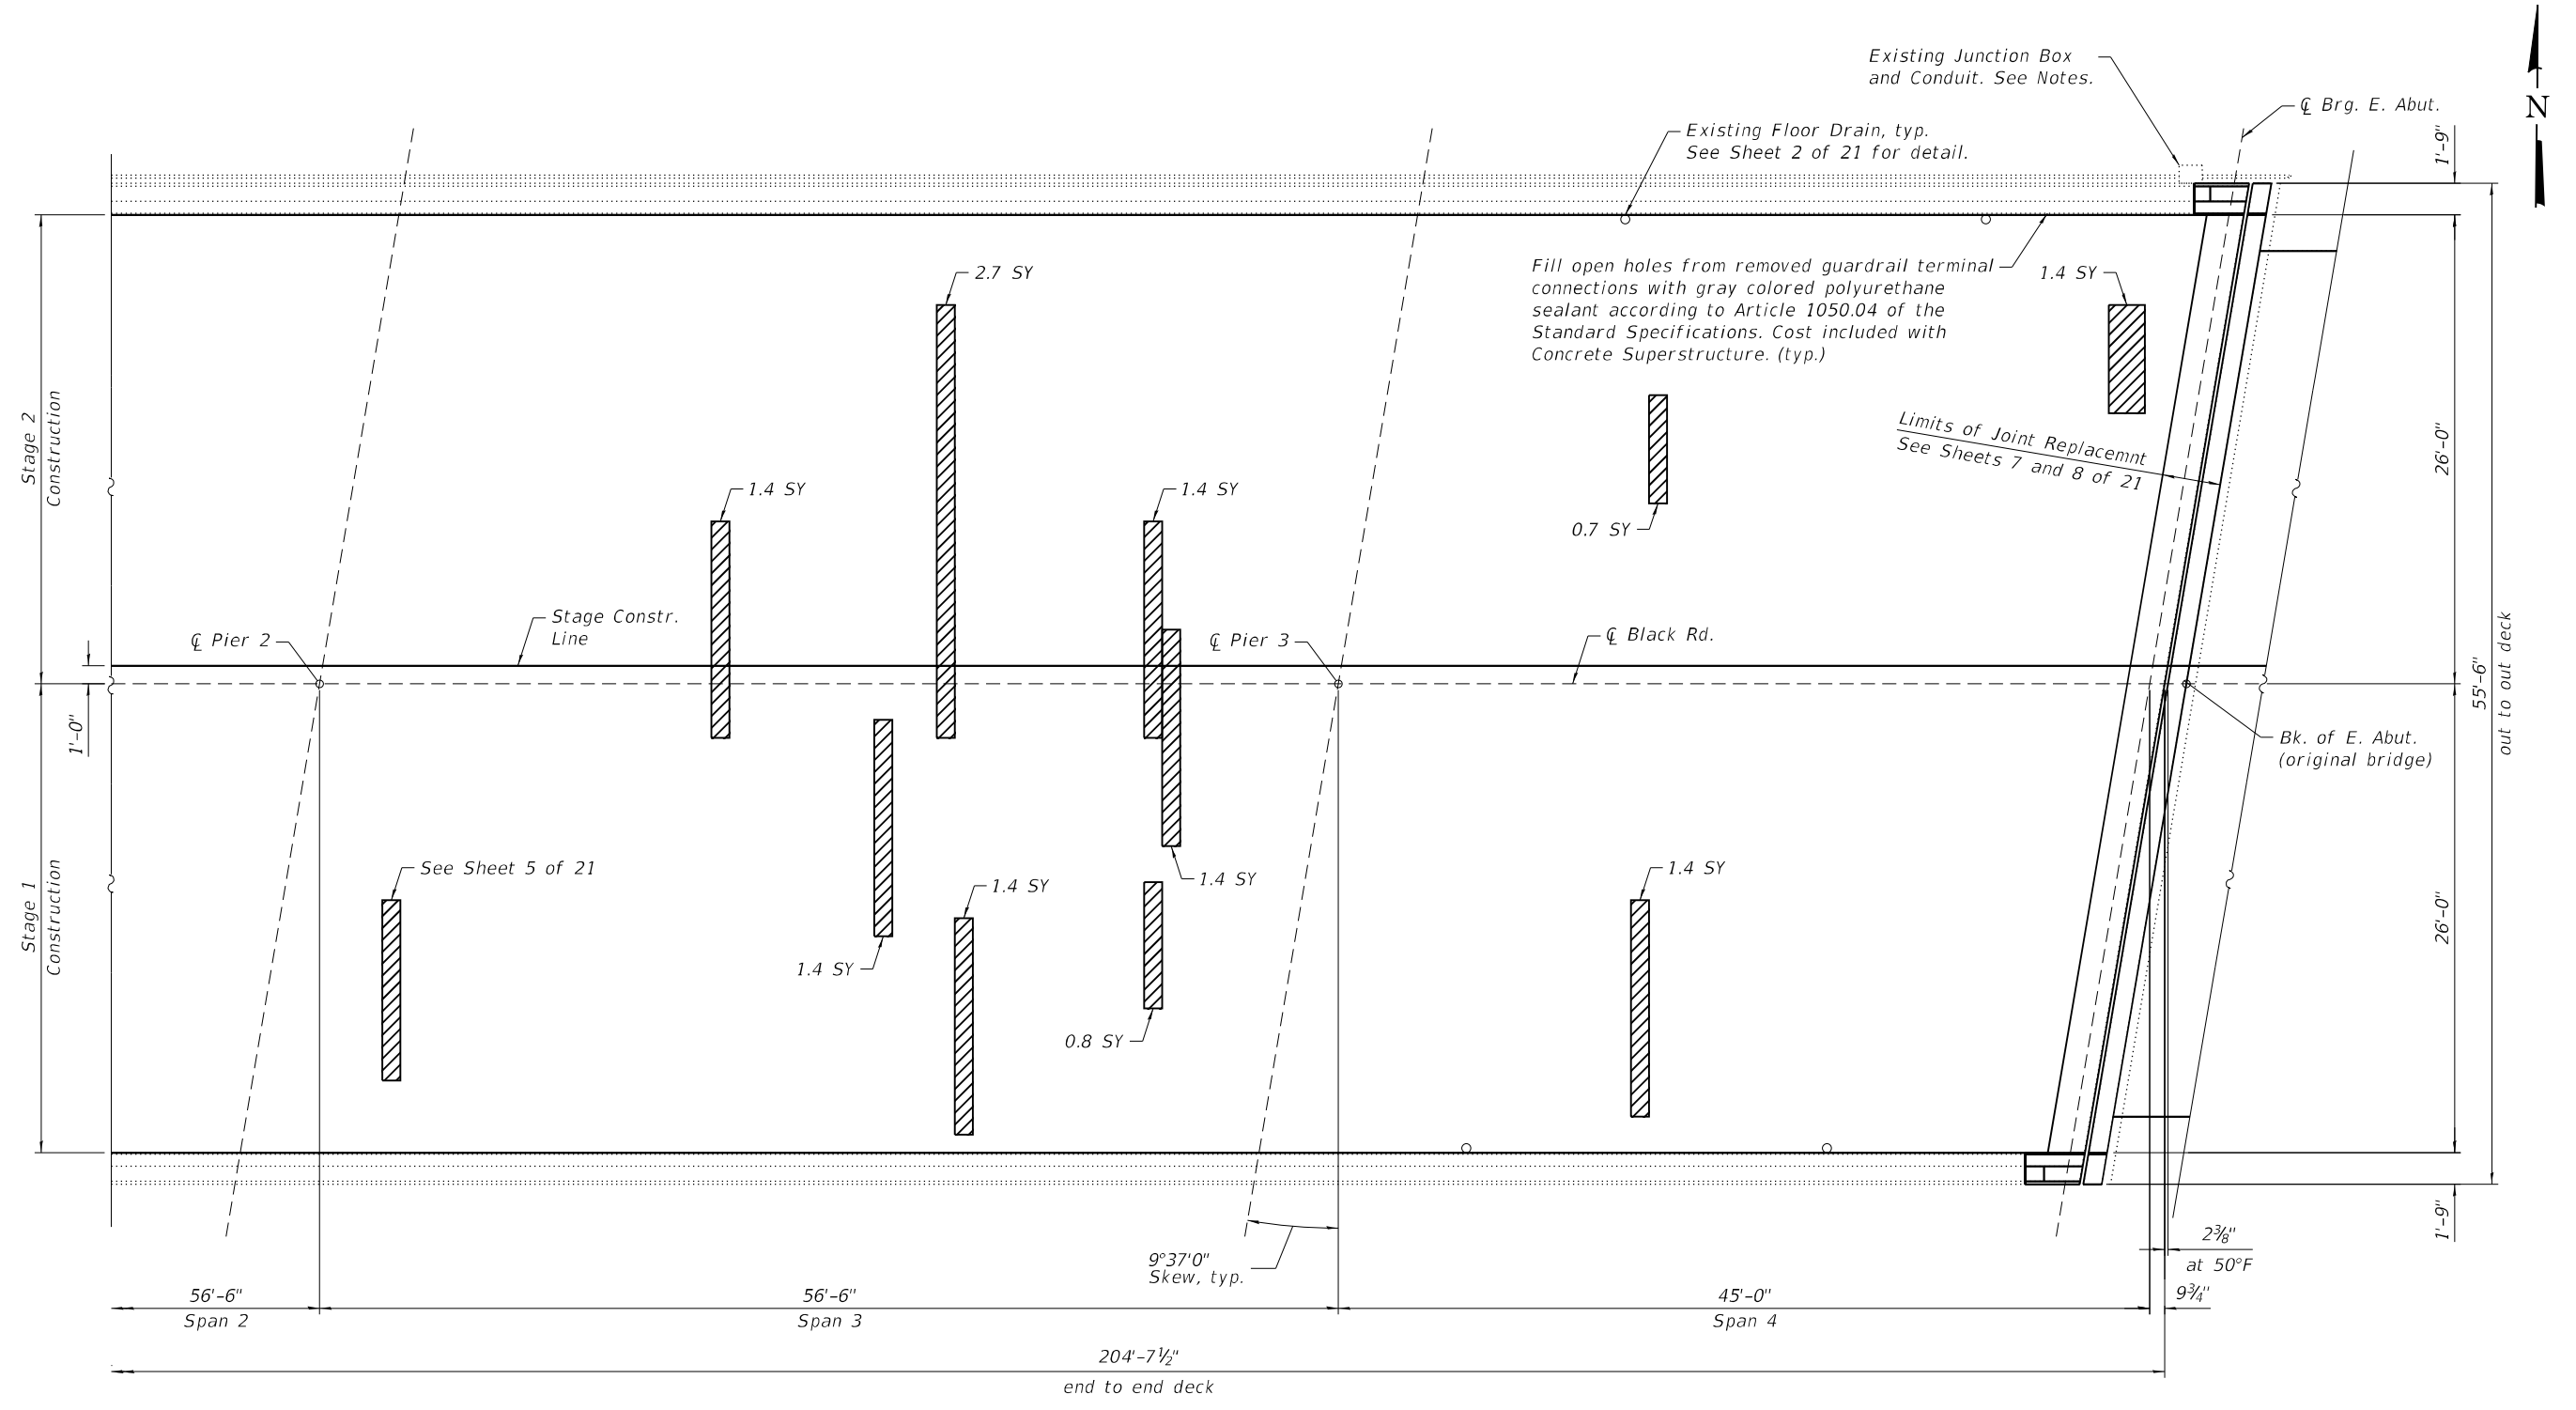 Existing Junction Box
and Conduit. See Notes.
℄ Brg. E. Abut.
N
1'-9"
Existing Floor Drain, typ.
See Sheet 2 of 21 for detail.
2.7 SY
Fill open holes from removed guardrail terminal
connections with gray colored polyurethane
sealant according to Article 1050.04 of the
Standard Specifications. Cost included with
Concrete Superstructure. (typ.)
1.4 SY
Limits of Joint Replacemnt
See Sheets 7 and 8 of 21
26'-0"
Stage 2
Construction
1.4 SY
1.4 SY
0.7 SY
Stage Constr.
Line
℄ Pier 2
℄ Pier 3
℄ Black Rd.
55'-6"
out to out deck
1'-0"
Bk. of E. Abut.
(original bridge)
See Sheet 5 of 21
1.4 SY
1.4 SY
1.4 SY
1.4 SY
0.8 SY
Stage 1
Construction
26'-0"
1'-9"
9°37'0"
Skew, typ.
2⅜"
at 50°F
9¾"
56'-6"
Span 2
56'-6"
Span 3
45'-0"
Span 4
204'-7½"
end to end deck